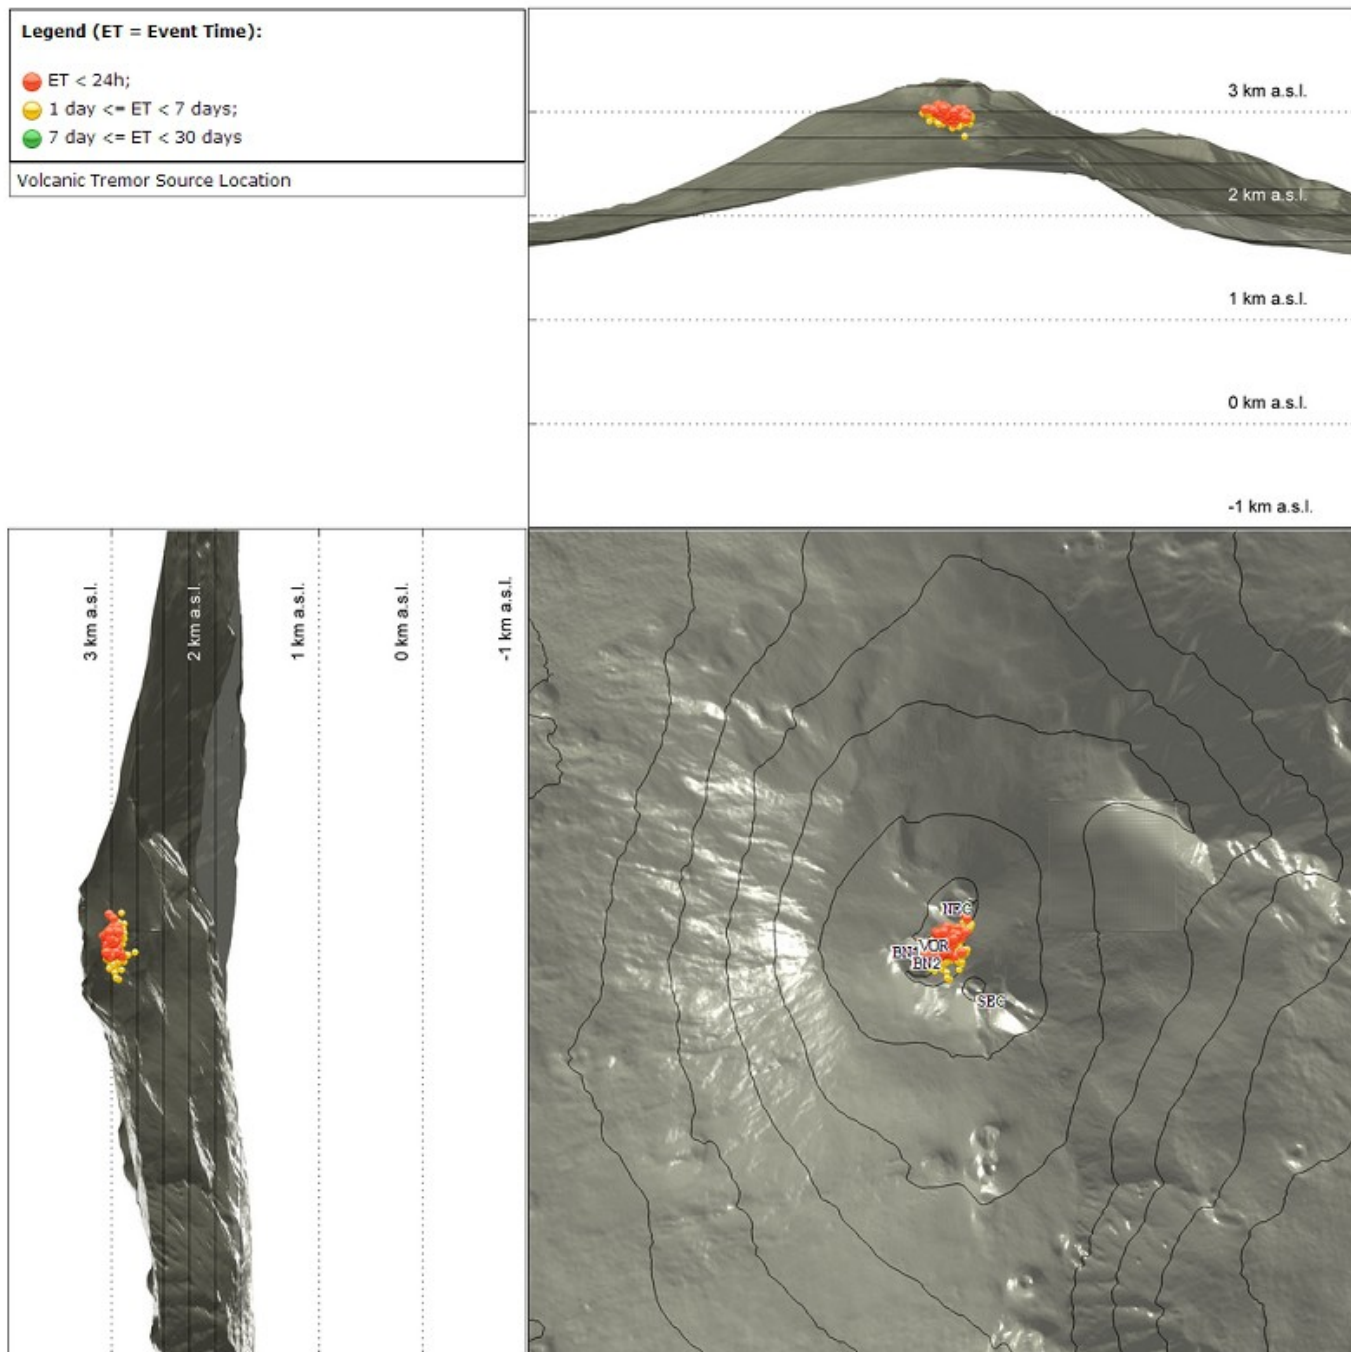 Legend (ET = Event Time):
ET < 24h;
1 day <= ET < 7 days;
7 day <= ET < 30 days
Volcanic Tremor Source Location
3 km a.s.l.
2 km a.s.l.
1 km a.s.l.
0 km a.s.l.
-1 km a.s.l.
3 km a.s.l.
2 km a.s.l.
1 km a.s.l.
0 km a.s.l.
-1 km a.s.l.
NEC
BN1 VOR
BN2
SEC